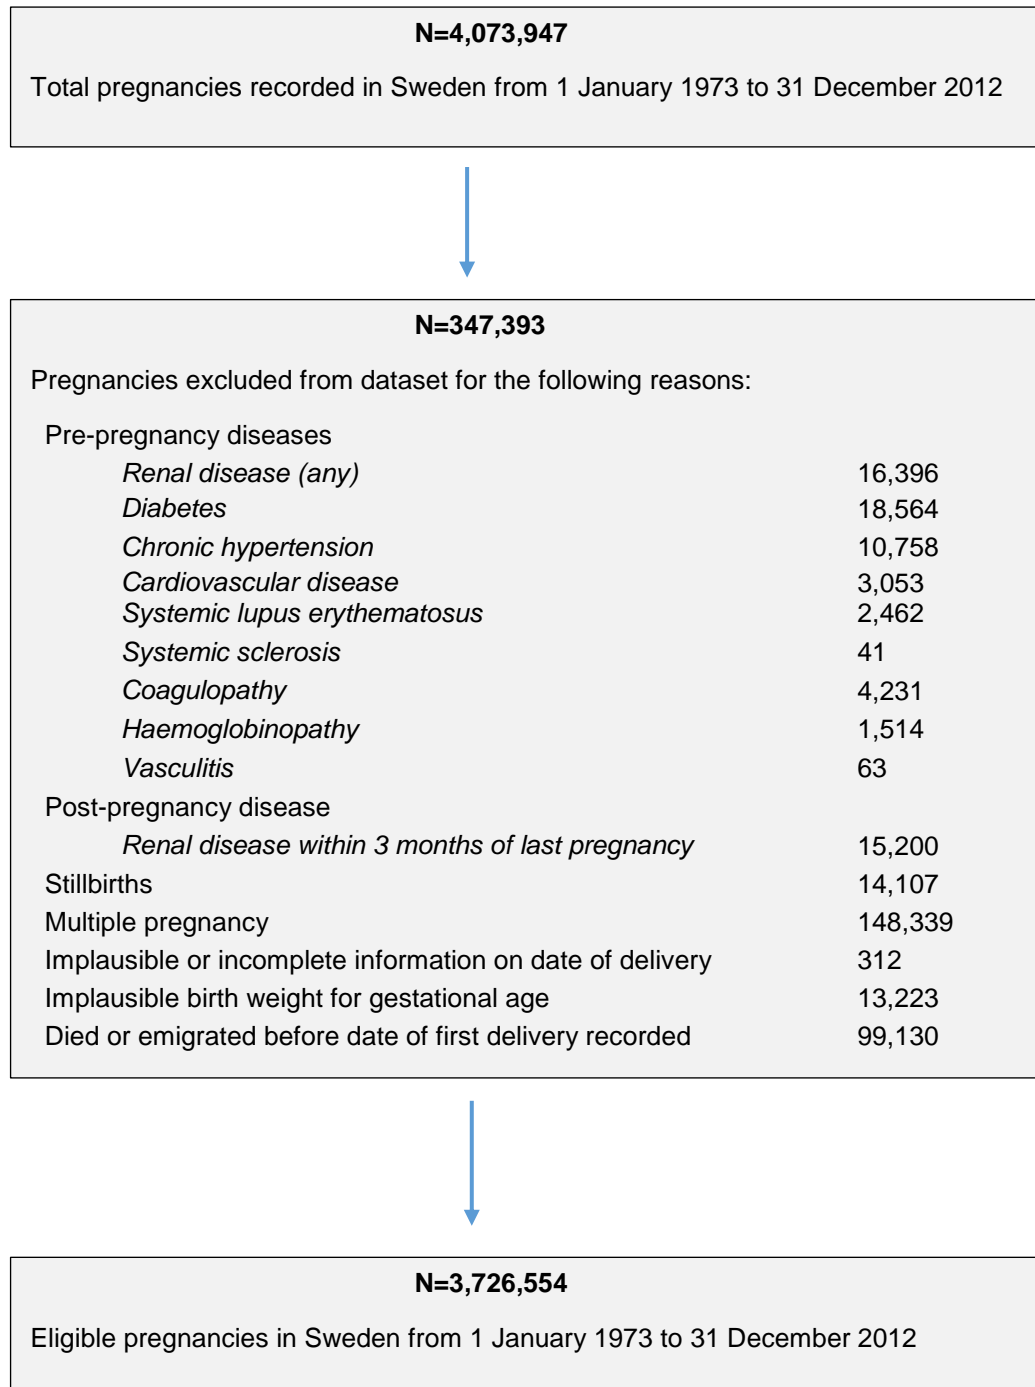 N=4,073,947
Total pregnancies recorded in Sweden from 1 January 1973 to 31 December 2012
N=347,393
Pregnancies excluded from dataset for the following reasons:
Pre-pregnancy diseases
Renal disease (any) 16,396
Diabetes 18,564
Chronic hypertension 10,758
Cardiovascular disease 3,053
Systemic lupus erythematosus 2,462
Systemic sclerosis 41
Coagulopathy 4,231
Haemoglobinopathy 1,514
Vasculitis 63
Post-pregnancy disease
Renal disease within 3 months of last pregnancy 15,200
Stillbirths 14,107
Multiple pregnancy 148,339
Implausible or incomplete information on date of delivery 312
Implausible birth weight for gestational age 13,223
Died or emigrated before date of first delivery recorded 99,130
N=3,726,554
Eligible pregnancies in Sweden from 1 January 1973 to 31 December 2012